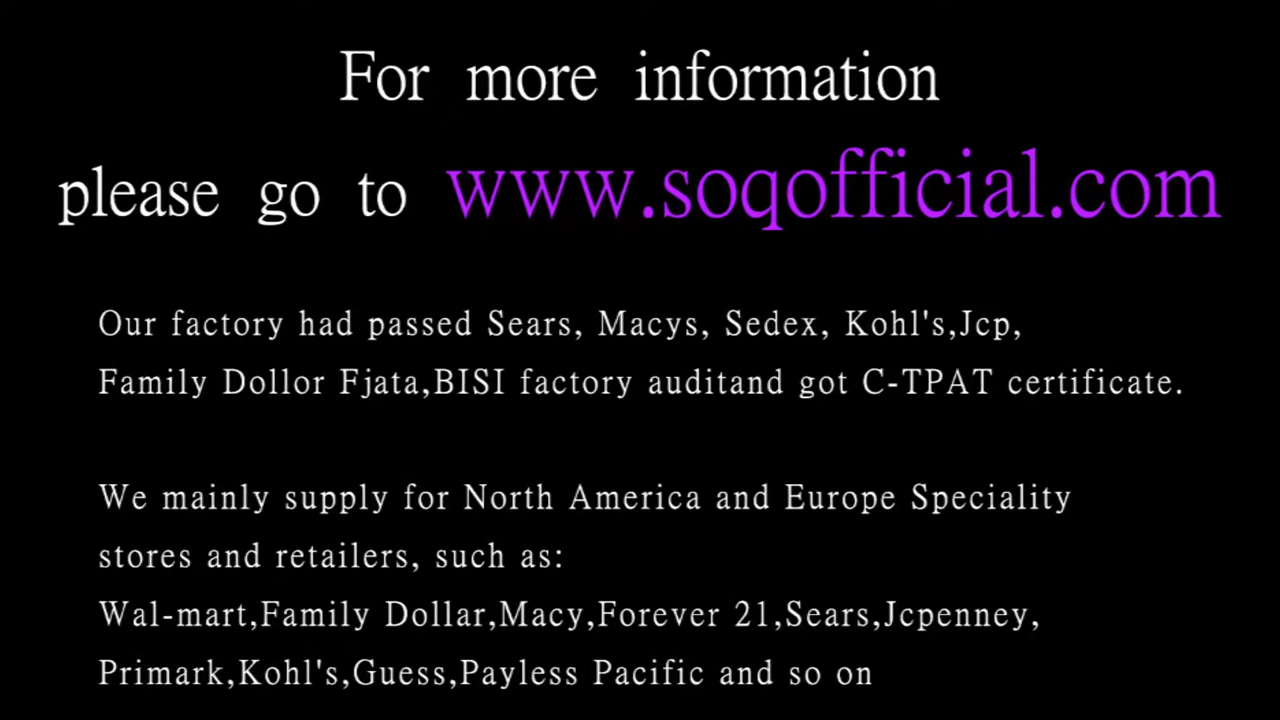 For more information
please go to www.soqofficial.com
Our factory had passed Sears, Macys, Sedex, Kohl's,Jcp,
Family Dollor Fjata,BISI factory auditand got C-TPAT certificate.
We mainly supply for North America and Europe Speciality
stores and retailers, such as:
Wal-mart,Family Dollar,Macy,Forever 21,Sears,Jcpenney,
Primark,Kohl's,Guess,Payless Pacific and so on